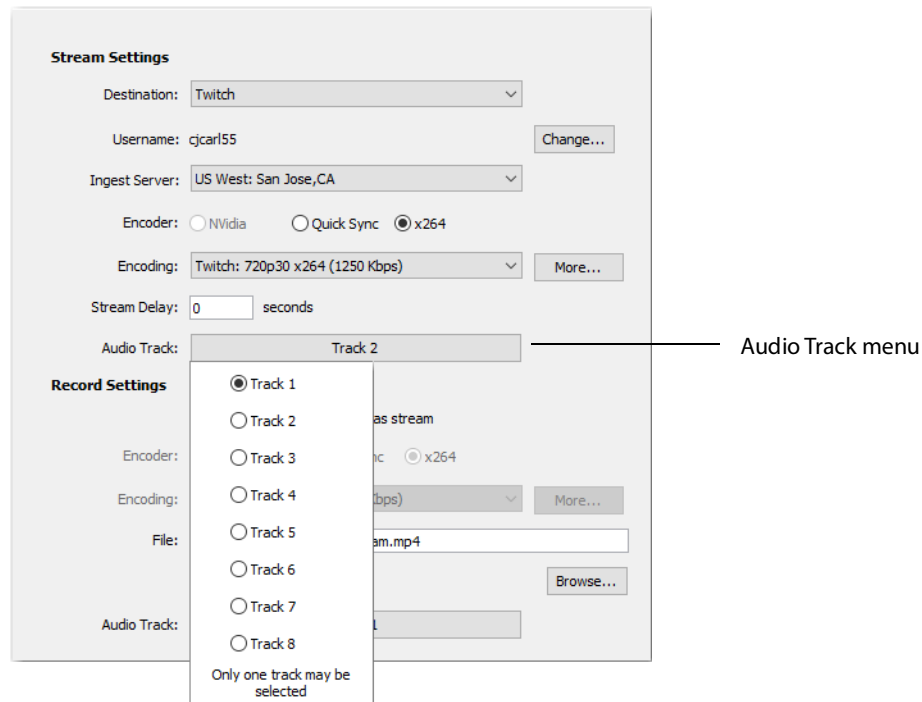 Stream Settings
Destination: Twitch
Username: cjcarl55 Change...
Ingest Server: US West: San Jose,CA
Encoder: NVidia Quick Sync x264
Encoding: Twitch: 720p30 x264 (1250 Kbps) More...
Stream Delay: 0 seconds
Audio Track: Track 2 Audio Track menu
Record Settings Track 1
Track 2 as stream
Encoder: Track 3 x264
Encoding: Track 4 More...
File: Track 5 am.mp4
Track 6 Browse...
Audio Track: Track 7
Track 8
Only one track may be
selected